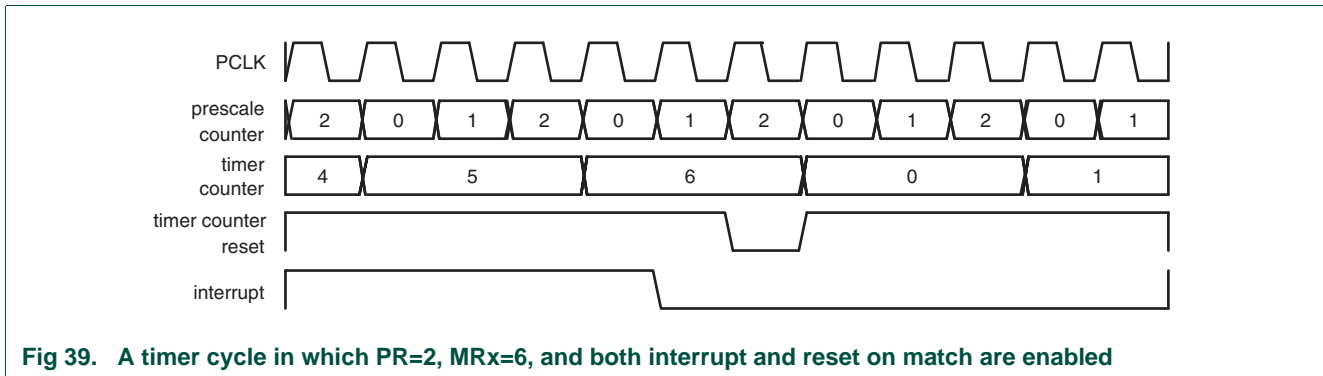 PCLK
prescale
counter
2 0 1 2 0 1 2 0 1 2 0 1
timer
counter
4 5 6 0 1
timer counter
reset
interrupt
Fig 39. A timer cycle in which PR=2, MRx=6, and both interrupt and reset on match are enabled